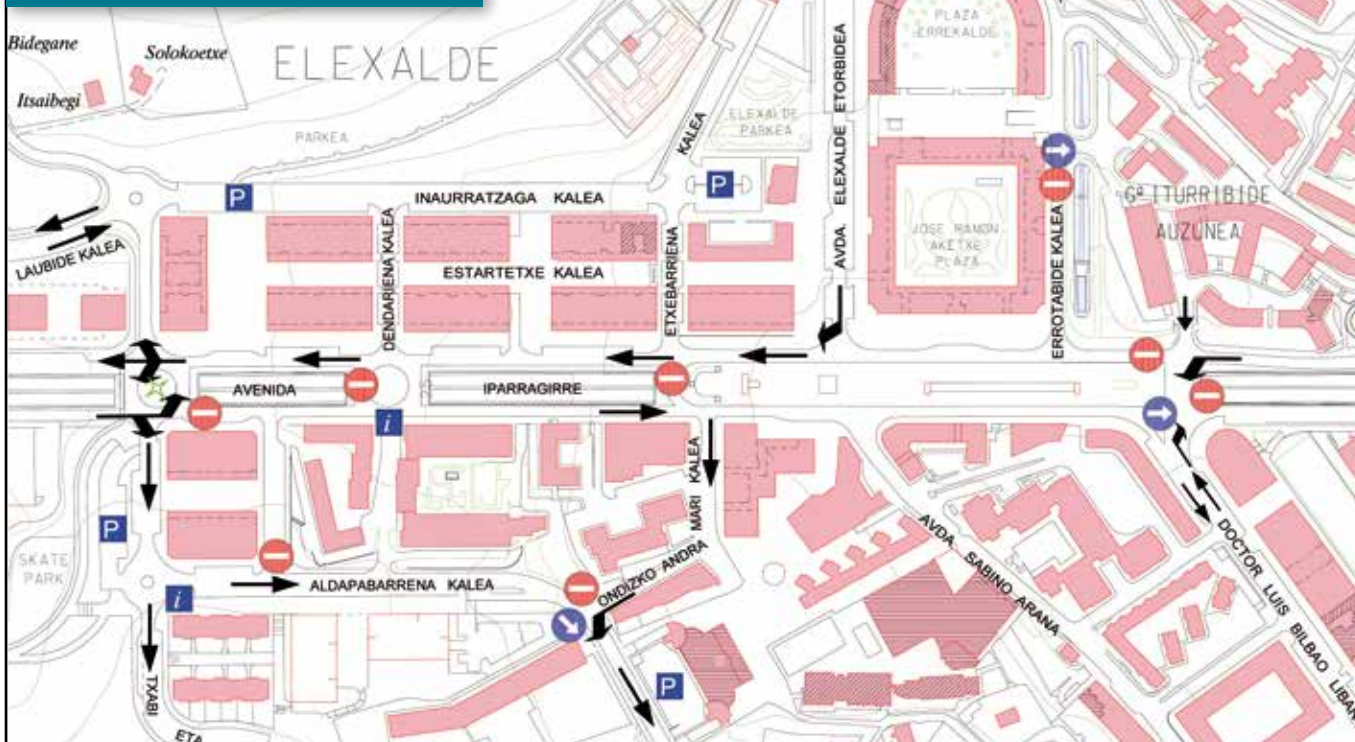 Bidegane
Solokoetxe
Itsaibegi
ELEXALDE
PARKEA
PLAZA
ERREKALDE
ELEXALDE
PARKEA
KALEA
AVDA. ELEXALDE ETORBIDEA
P
P
INAURRATZAGA KALEA
LAUBIDE KALEA
DENDARIENA KALEA
ESTARTETXE KALEA
ETXEBARRIENA
JOSE RAMON
AKETXE
PLAZA
ERROTABIDE KALEA
Gª ITURRIBIDE
AUZUNEA
AVENIDA
IPARRAGIRRE
i
MARI KALEA
P
SKATE
PARK
i
ALDAPABARRENA KALEA
ONDIZKO ANDRA
AVDA. SABINO ARANA
DOCTOR LUIS BILBAO LIBAN
P
TXABI
ETA